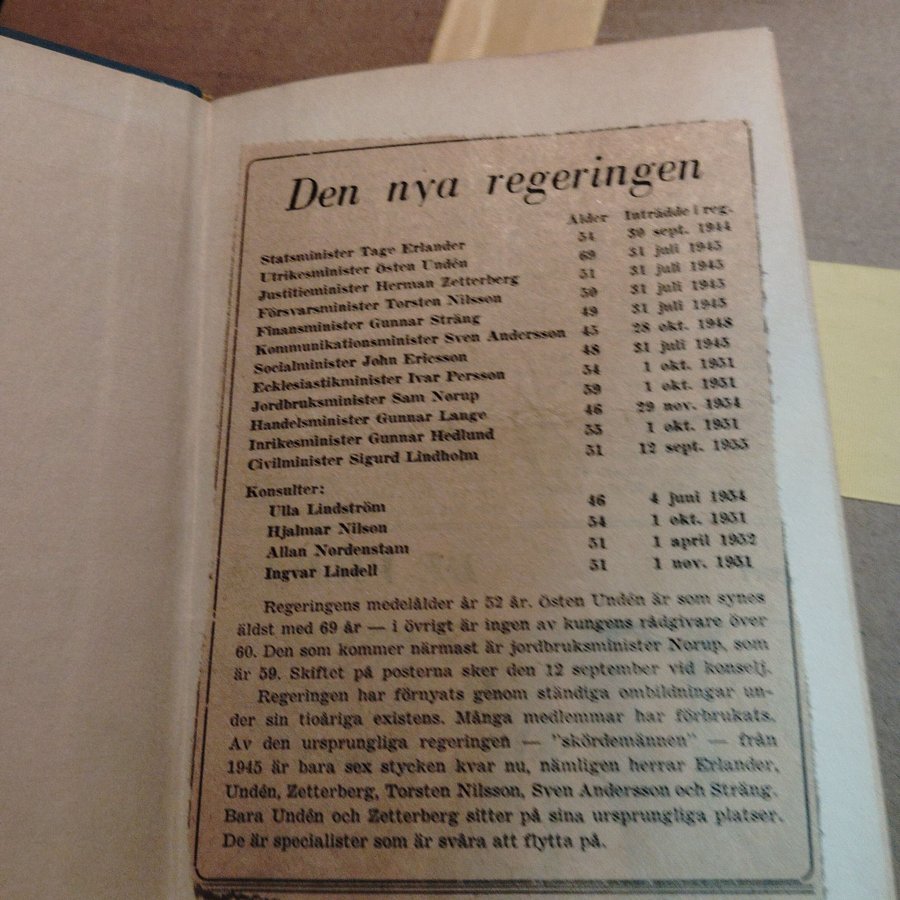 Den nya regeringen
Ålder Inträdde i reg.
Statsminister Tage Erlander 54 30 sept. 1944
Utrikesminister Östen Undén 69 31 juli 1945
Justitieminister Herman Zetterberg 51 31 juli 1945
Försvarsminister Torsten Nilsson 50 31 juli 1945
Finansminister Gunnar Sträng 49 31 juli 1945
Kommunikationsminister Sven Andersson 45 28 okt. 1948
Socialminister John Ericsson 48 31 juli 1945
Ecklesiastikminister Ivar Persson 54 1 okt. 1951
Jordbruksminister Sam Norup 59 1 okt. 1951
Handelsminister Gunnar Lange 46 29 nov. 1954
Inrikesminister Gunnar Hedlund 55 1 okt. 1951
Civilminister Sigurd Lindholm 51 12 sept. 1955
Konsulter:
Ulla Lindström 46 4 juni 1954
Hjalmar Nilson 54 1 okt. 1951
Allan Nordenstam 51 1 april 1952
Ingvar Lindell 51 1 nov. 1951
Regeringens medelålder är 52 år. Östen Undén är som synes
äldst med 69 år — i övrigt är ingen av kungens rådgivare över
60. Den som kommer närmast är jordbruksminister Norup, som
är 59. Skiftet på posterna sker den 12 september vid konselj.
Regeringen har förnyats genom ständiga ombildningar un-
der sin tioåriga existens. Många medlemmar har förbrukats.
Av den ursprungliga regeringen — "skördemännen" — från
1945 är bara sex stycken kvar nu, nämligen herrar Erlander,
Undén, Zetterberg, Torsten Nilsson, Sven Andersson och Sträng.
Bara Undén och Zetterberg sitter på sina ursprungliga platser.
De är specialister som är svåra att flytta på.